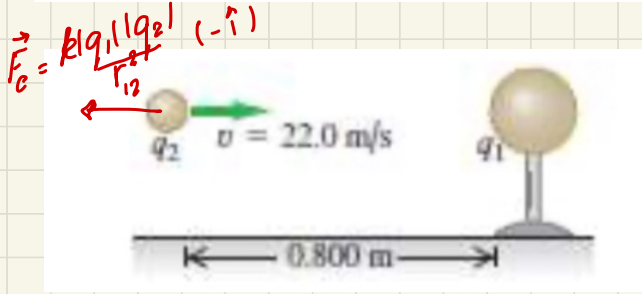 F⃗c = k|q₁||q₂| / r₁₂² (-î)
q₂ v = 22.0 m/s q₁
0.800 m